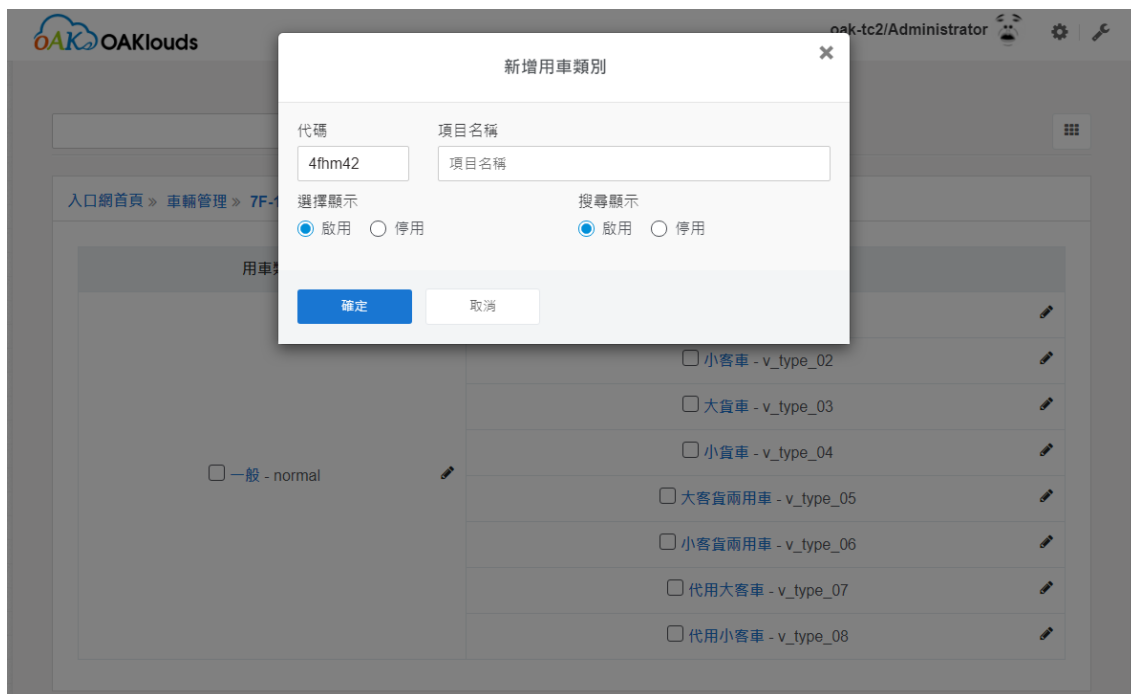 OAK OAKlouds
oak-tc2/Administrator
新增用車類別
代碼 項目名稱
4fhm42 項目名稱
選擇顯示 搜尋顯示
啟用 停用 啟用 停用
確定 取消
入口網首頁 » 車輛管理 » 7F-
用車
小客車 - v_type_02
大貨車 - v_type_03
小貨車 - v_type_04
一般 - normal
大客貨兩用車 - v_type_05
小客貨兩用車 - v_type_06
代用大客車 - v_type_07
代用小客車 - v_type_08